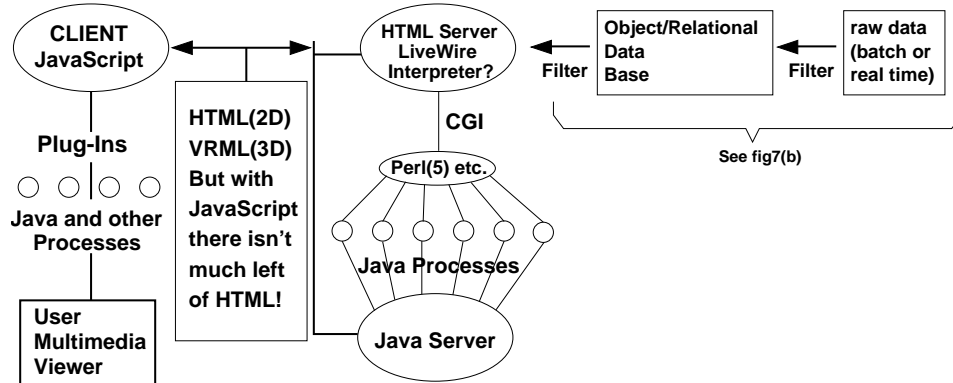 CLIENT
JavaScript
Plug-Ins
Java and other
Processes
User
Multimedia
Viewer
HTML(2D)
VRML(3D)
But with
JavaScript
there isn't
much left
of HTML!
HTML Server
LiveWire
Interpreter?
CGI
Perl(5) etc.
Java Processes
Java Server
Filter
Object/Relational
Data
Base
Filter
raw data
(batch or
real time)
See fig7(b)